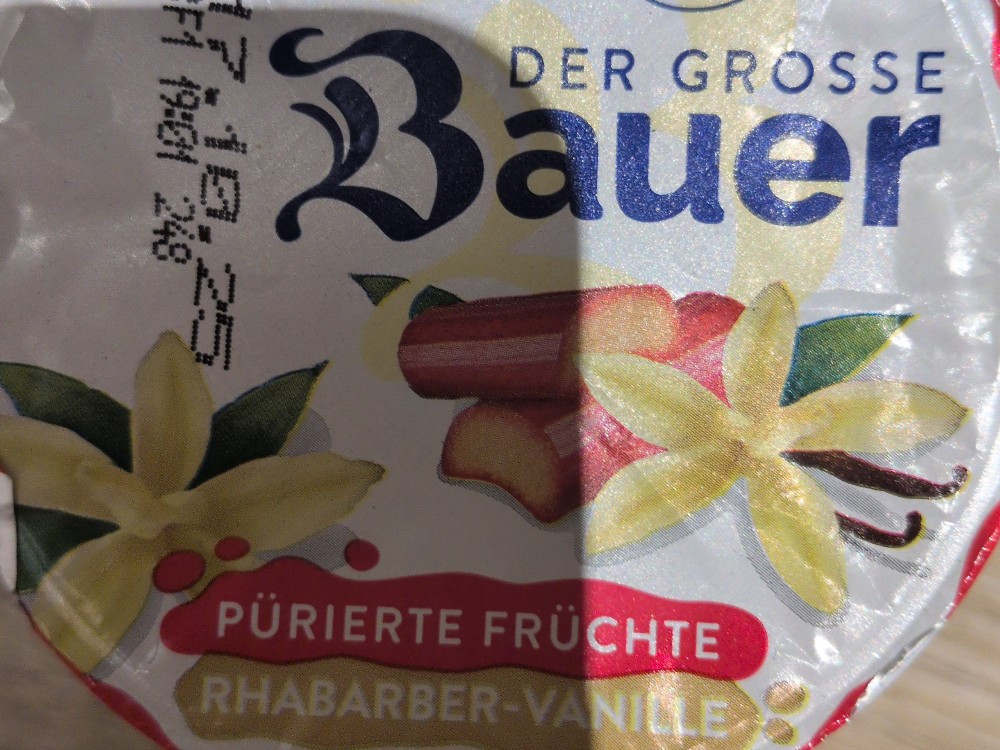 DER GROSSE
Bauer
PÜRIERTE FRÜCHTE
RHABARBER-VANILLE